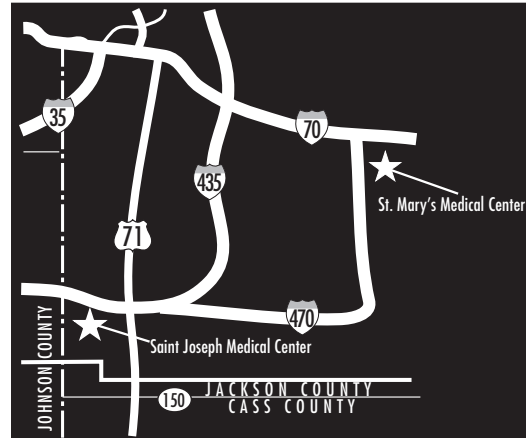 35
70
435
St. Mary's Medical Center
71
470
Saint Joseph Medical Center
JOHNSON COUNTY
JACKSON COUNTY
150
CASS COUNTY